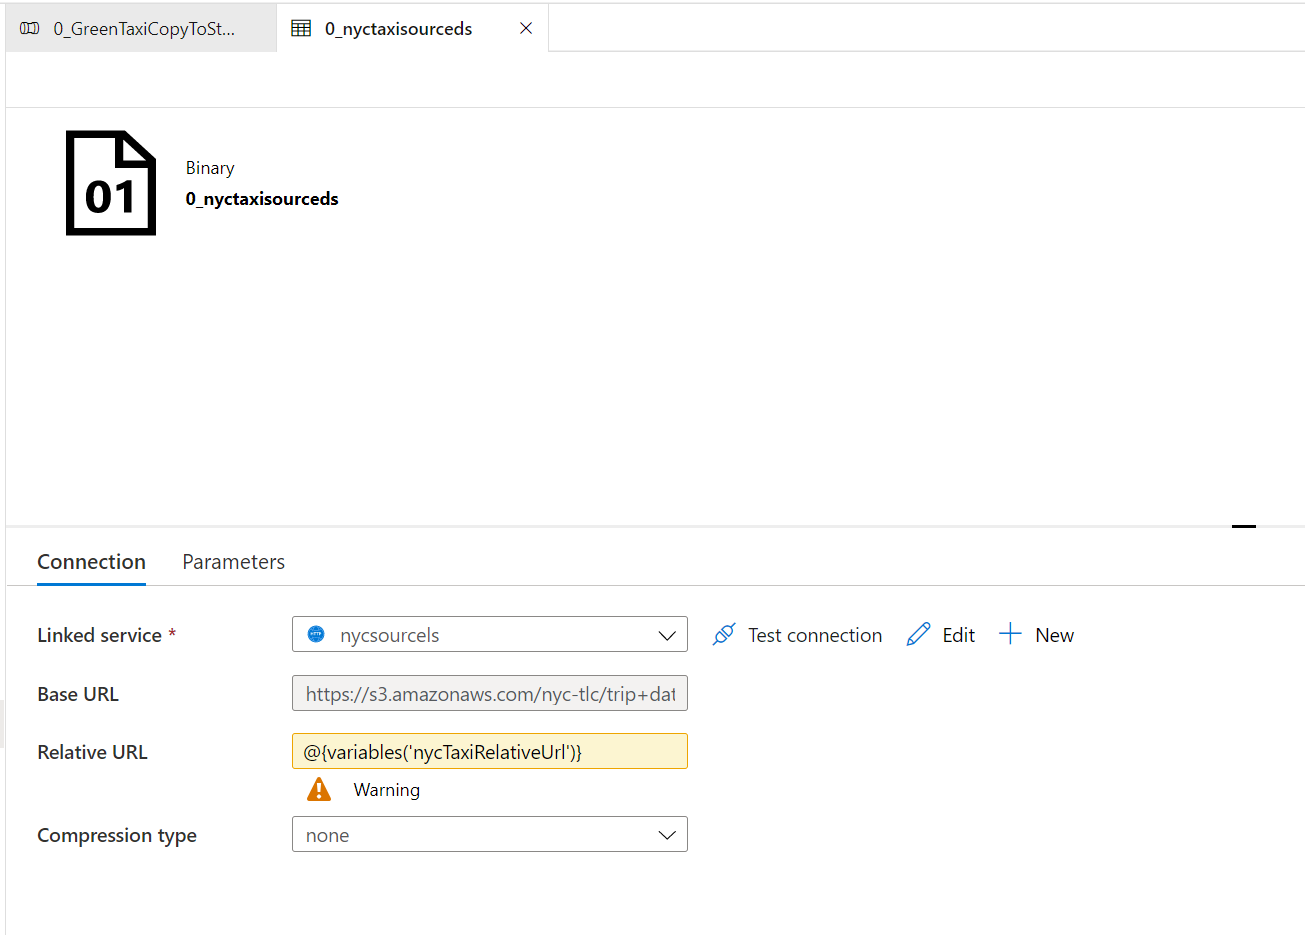 0_GreenTaxiCopyToSt...
0_nyctaxisourceds
01
Binary
0_nyctaxisourceds
Connection
Parameters
Linked service *
HTTP
nycsourcels
Test connection
Edit
New
Base URL
https://s3.amazonaws.com/nyc-tlc/trip+dat
Relative URL
@{variables('nycTaxiRelativeUrl')}
Warning
Compression type
none